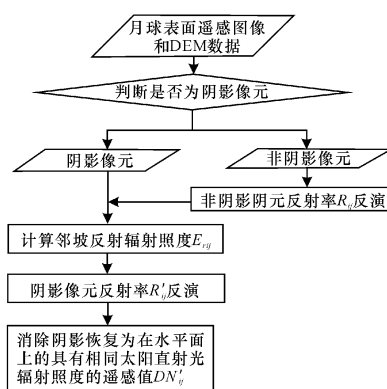 月球表面遥感图像
和DEM数据
判断是否为阴影像元
阴影像元
非阴影像元
非阴影阴元反射率Rij反演
计算邻坡反射辐射照度Erij
阴影像元反射率R'ij反演
消除阴影恢复为在水平面
上的具有相同太阳直射光
辐射照度的遥感值DN'ij